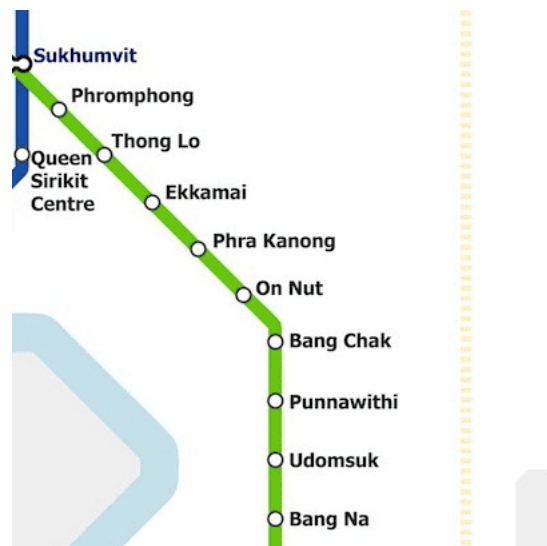 Sukhumvit
Phromphong
Thong Lo
Queen
Sirikit
Centre
Ekkamai
Phra Kanong
On Nut
Bang Chak
Punnawithi
Udomsuk
Bang Na